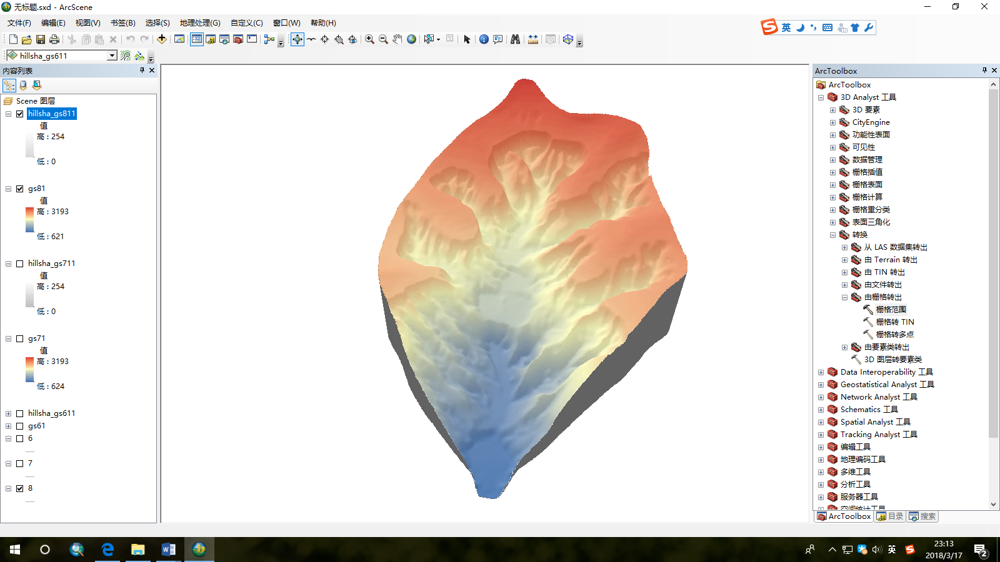 无标题.sxd - ArcScene
文件(F) 编辑(E) 视图(V) 书签(B) 选择(S) 地理处理(G) 自定义(C) 窗口(W) 帮助(H)
英
hillsha_gs611
内容列表
Scene 图层
hillsha_gs811
值
高 : 254
低 : 0
gs81
值
高 : 3193
低 : 621
hillsha_gs711
值
高 : 254
低 : 0
gs71
值
高 : 3193
低 : 624
hillsha_gs611
gs61
6
7
8
ArcToolbox
ArcToolbox
3D Analyst 工具
3D 要素
CityEngine
功能性表面
可见性
数据管理
栅格插值
栅格表面
栅格计算
栅格重分类
表面三角化
转换
从 LAS 数据集转出
由 Terrain 转出
由 TIN 转出
由文件转出
由栅格转出
栅格范围
栅格转 TIN
栅格转多点
由要素类转出
3D 图层转要素类
Data Interoperability 工具
Geostatistical Analyst 工具
Network Analyst 工具
Schematics 工具
Spatial Analyst 工具
Tracking Analyst 工具
编辑工具
地理编码工具
多维工具
分析工具
服务器工具
空间统计工具
ArcToolbox 目录 搜索
英
23:13
2018/3/17
2